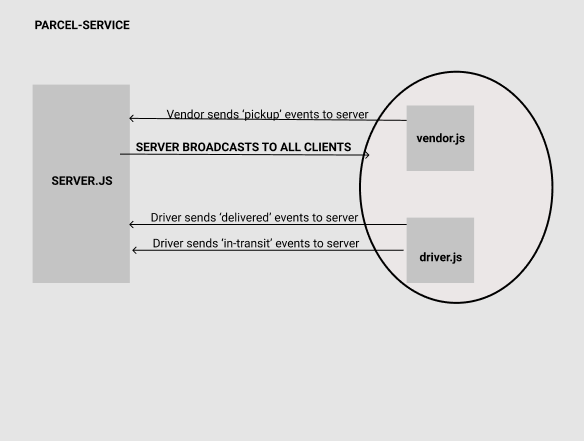 PARCEL-SERVICE
Vendor sends 'pickup' events to server
vendor.js
SERVER BROADCASTS TO ALL CLIENTS
SERVER.JS
Driver sends 'delivered' events to server
Driver sends 'in-transit' events to server
driver.js